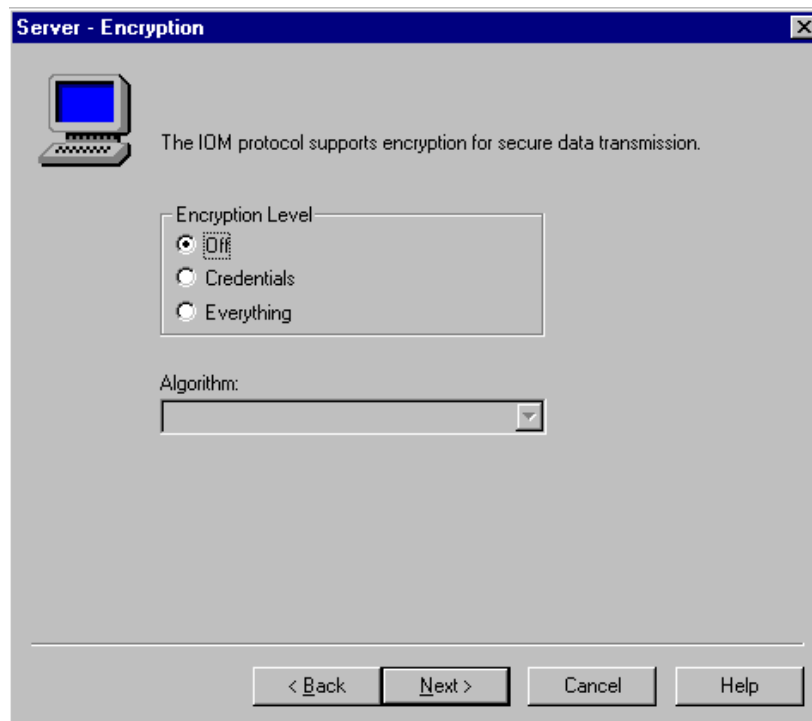 Server - Encryption
The IOM protocol supports encryption for secure data transmission.
Encryption Level
Off
Credentials
Everything
Algorithm:
< Back Next > Cancel Help